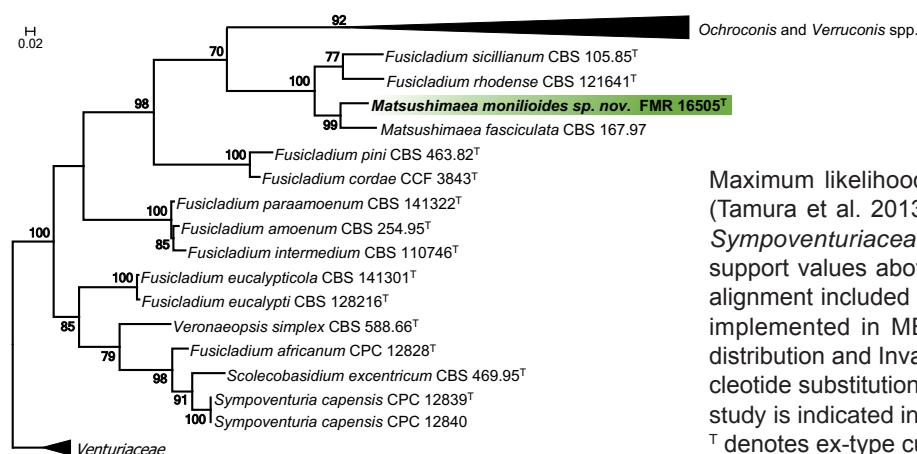 0.02
92
Ochroconis and Verruconis spp.
70
77
Fusicladium sicillianum CBS 105.85ᵀ
100
Fusicladium rhodense CBS 121641ᵀ
98
Matsushimaea monilioides sp. nov. FMR 16505ᵀ
99
Matsushimaea fasciculata CBS 167.97
100
Fusicladium pini CBS 463.82ᵀ
Fusicladium cordae CCF 3843ᵀ
Fusicladium paraamoenum CBS 141322ᵀ
100
Fusicladium amoenum CBS 254.95ᵀ
85
Fusicladium intermedium CBS 110746ᵀ
100
100
Fusicladium eucalypticola CBS 141301ᵀ
Fusicladium eucalypti CBS 128216ᵀ
85
Veronaeopsis simplex CBS 588.66ᵀ
79
Fusicladium africanum CPC 12828ᵀ
98
Scolecobasidium excentricum CBS 469.95ᵀ
91
Sympoventuria capensis CPC 12839ᵀ
100
Sympoventuria capensis CPC 12840
Venturiaceae
Maximum likelihood
(Tamura et al. 2013
Sympoventuriaceae
support values abov
alignment included
implemented in ME
distribution and Inva
cleotide substitution
study is indicated in
ᵀ denotes ex-type cu